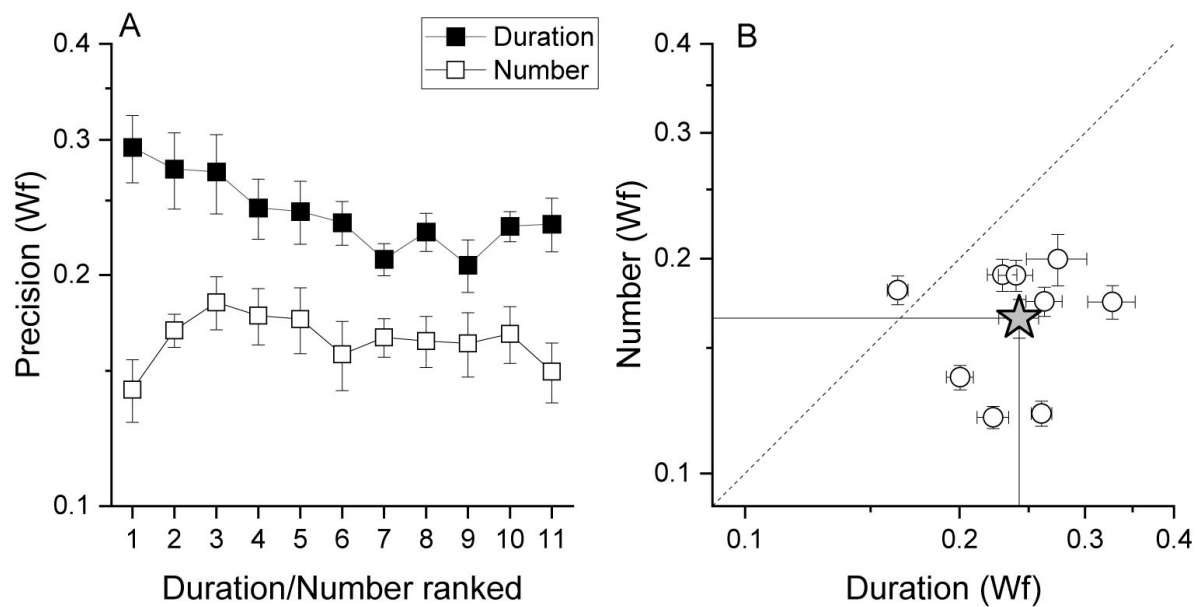 A
Duration
Number
0.4
0.3
0.2
0.1
Precision (Wf)
1 2 3 4 5 6 7 8 9 10 11
Duration/Number ranked
B
0.4
0.3
0.2
0.1
Number (Wf)
0.1 0.2 0.3 0.4
Duration (Wf)